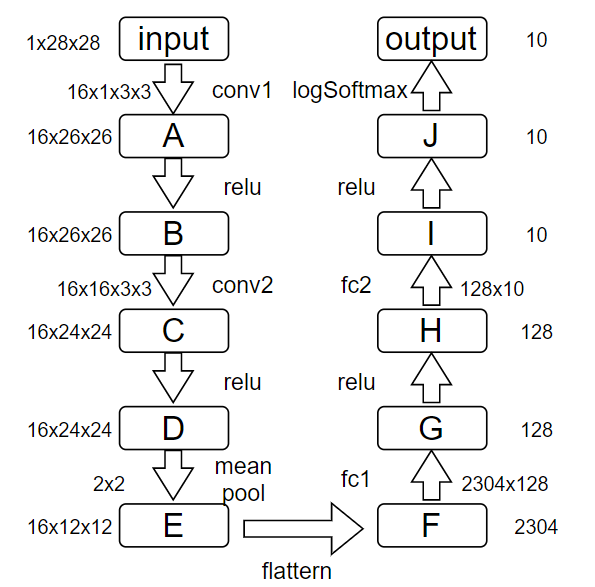 1x28x28 input
16x1x3x3 conv1
16x26x26 A
relu
16x26x26 B
16x16x3x3 conv2
16x24x24 C
relu
16x24x24 D
2x2 mean
pool
16x12x12 E
flattern
F 2304
fc1 2304x128
G 128
relu
H 128
fc2 128x10
I 10
relu
J 10
logSoftmax
output 10